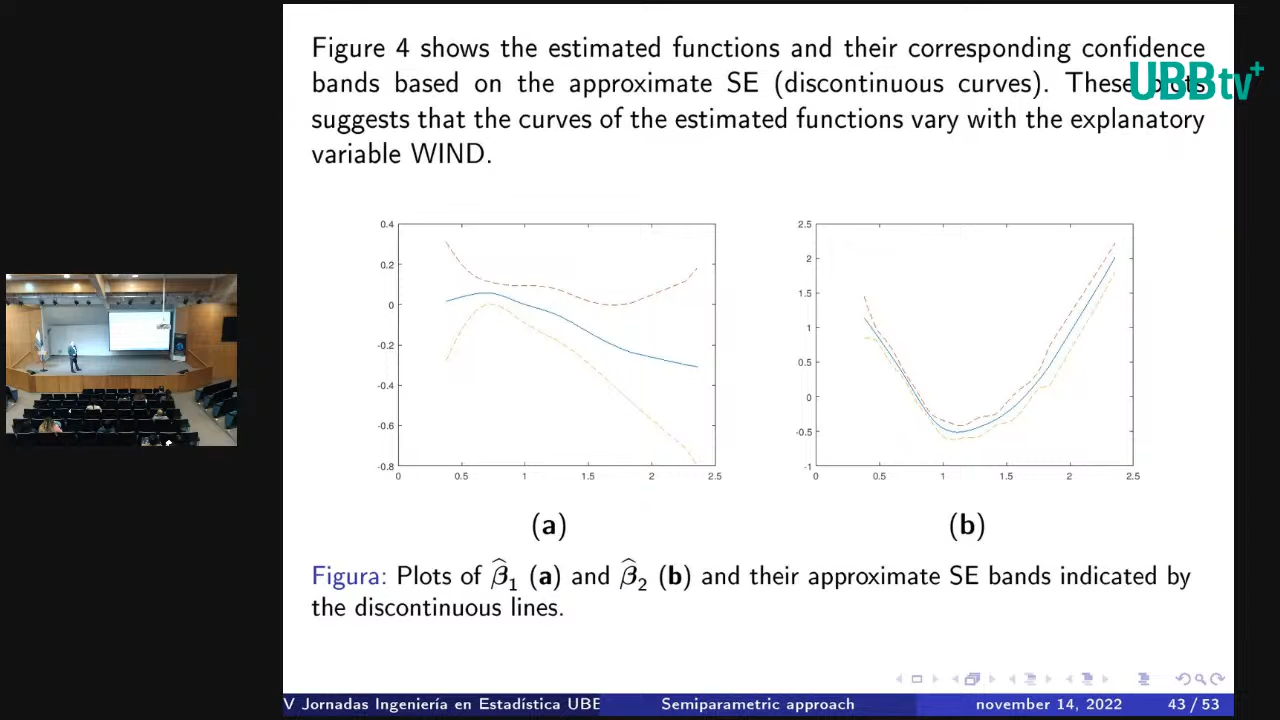 Figure 4 shows the estimated functions and their corresponding confidence
bands based on the approximate SE (discontinuous curves). These
UBBtv+
suggests that the curves of the estimated functions vary with the explanatory
variable WIND.
0.4
0.2
0
-0.2
-0.4
-0.6
-0.8
0 0.5 1 1.5 2 2.5
2.5
2
1.5
1
0.5
0
-0.5
-1
0 0.5 1 1.5 2 2.5
(a) (b)
Figura: Plots of β̂₁ (a) and β̂₂ (b) and their approximate SE bands indicated by
the discontinuous lines.
V Jornadas Ingeniería en Estadística UBB Semiparametric approach november 14, 2022 43 / 53